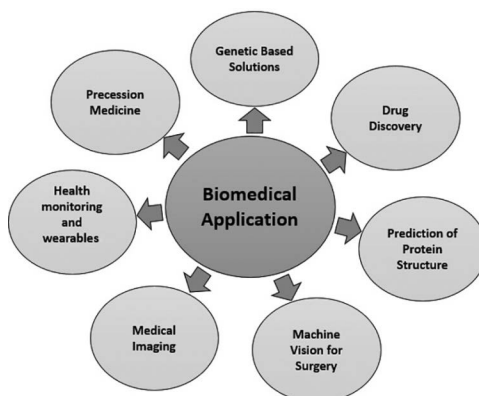 Genetic Based
Solutions
Precession
Medicine
Drug
Discovery
Health
monitoring
and
wearables
Biomedical
Application
Prediction of
Protein
Structure
Medical
Imaging
Machine
Vision for
Surgery